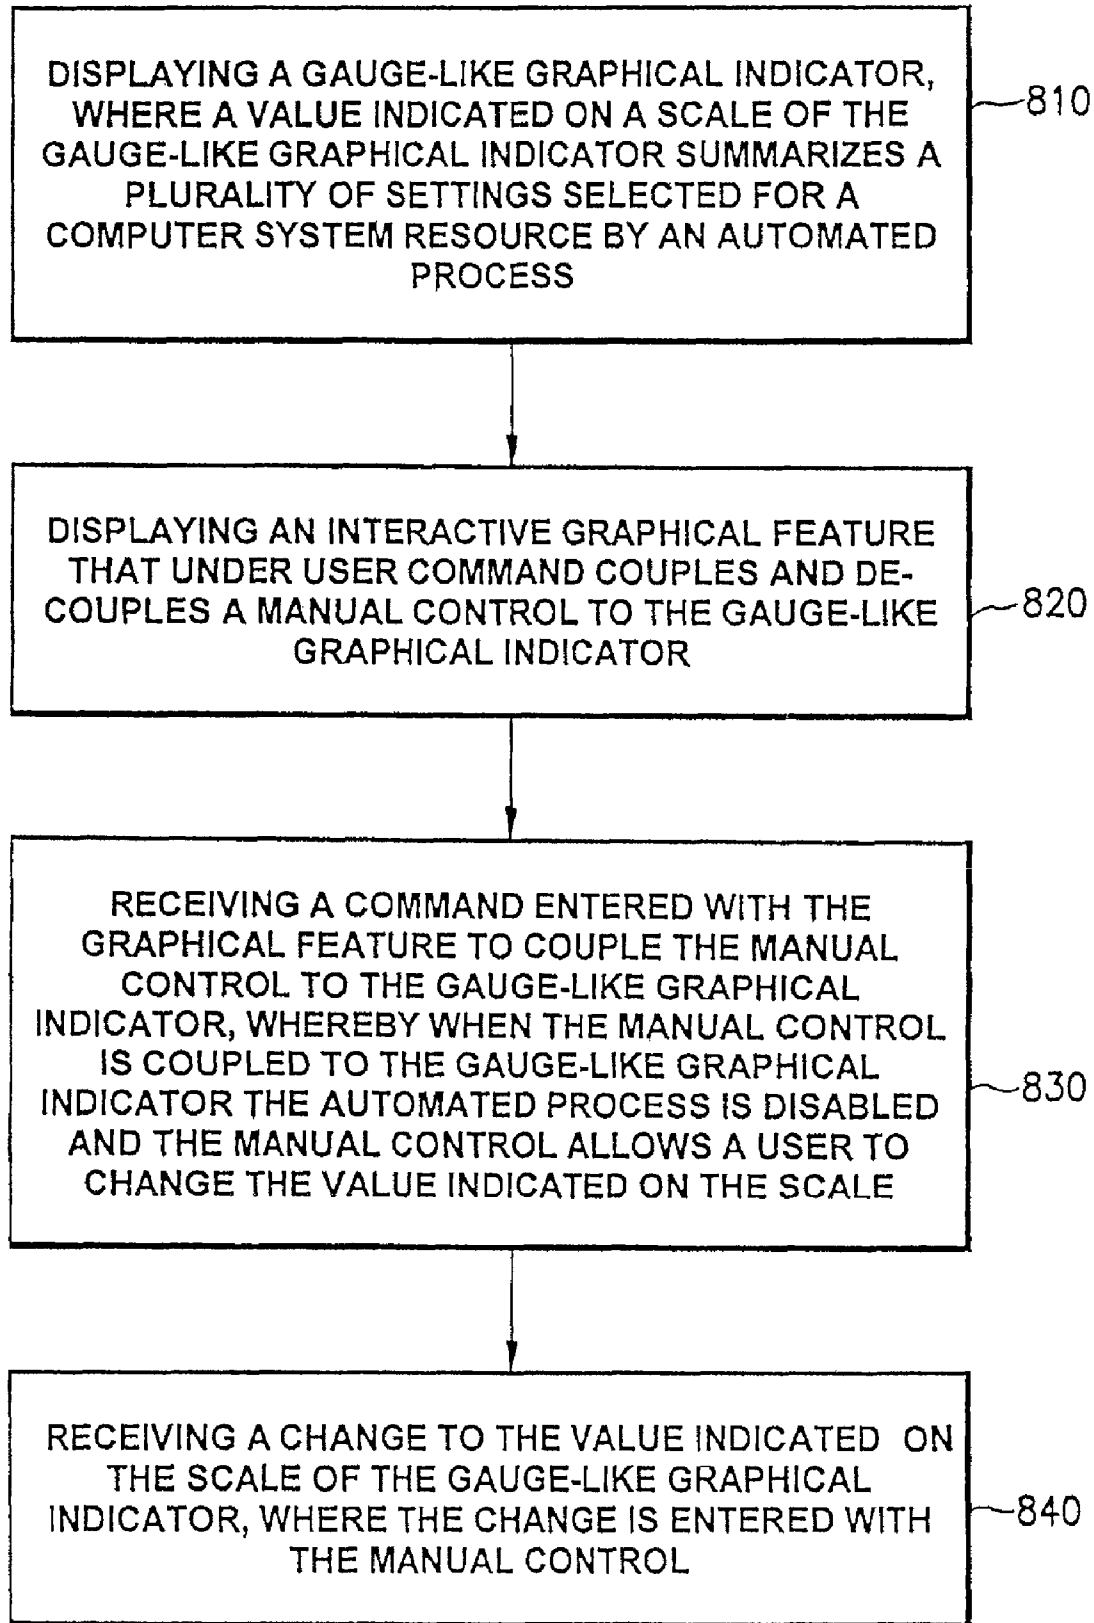 DISPLAYING A GAUGE-LIKE GRAPHICAL INDICATOR,
WHERE A VALUE INDICATED ON A SCALE OF THE
GAUGE-LIKE GRAPHICAL INDICATOR SUMMARIZES A
PLURALITY OF SETTINGS SELECTED FOR A
COMPUTER SYSTEM RESOURCE BY AN AUTOMATED
PROCESS
810
DISPLAYING AN INTERACTIVE GRAPHICAL FEATURE
THAT UNDER USER COMMAND COUPLES AND DE-
COUPLES A MANUAL CONTROL TO THE GAUGE-LIKE
GRAPHICAL INDICATOR
820
RECEIVING A COMMAND ENTERED WITH THE
GRAPHICAL FEATURE TO COUPLE THE MANUAL
CONTROL TO THE GAUGE-LIKE GRAPHICAL
INDICATOR, WHEREBY WHEN THE MANUAL CONTROL
IS COUPLED TO THE GAUGE-LIKE GRAPHICAL
INDICATOR THE AUTOMATED PROCESS IS DISABLED
AND THE MANUAL CONTROL ALLOWS A USER TO
CHANGE THE VALUE INDICATED ON THE SCALE
830
RECEIVING A CHANGE TO THE VALUE INDICATED ON
THE SCALE OF THE GAUGE-LIKE GRAPHICAL
INDICATOR, WHERE THE CHANGE IS ENTERED WITH
THE MANUAL CONTROL
840